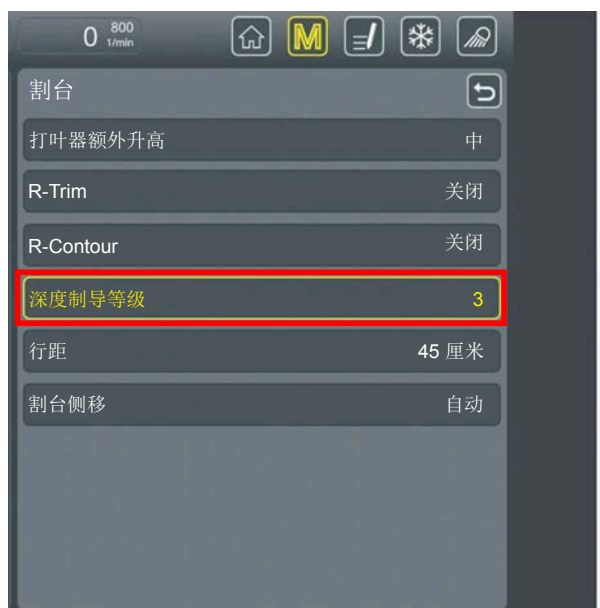 0 800 1/min M
割台
打叶器额外升高 中
R-Trim 关闭
R-Contour 关闭
深度制导等级 3
行距 45 厘米
割台侧移 自动